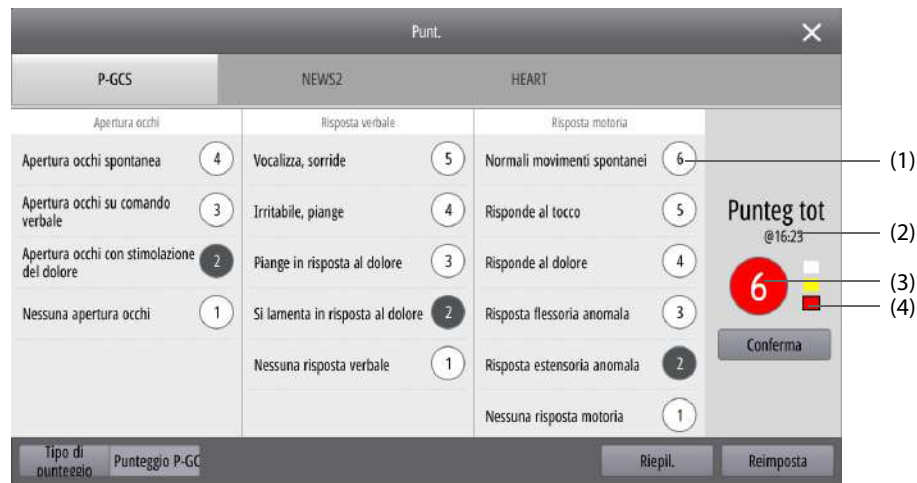 Punt.
P-GCS
NEWS2
HEART
Apertura occhi
Apertura occhi spontanea 4
Apertura occhi su comando
verbale 3
Apertura occhi con stimolazione
del dolore 2
Nessuna apertura occhi 1
Risposta verbale
Vocalizza, sorride 5
Irritabile, piange 4
Piange in risposta al dolore 3
Si lamenta in risposta al dolore 2
Nessuna risposta verbale 1
Risposta motoria
Normali movimenti spontanei 6
Risponde al tocco 5
Risponde al dolore 4
Risposta flessoria anomala 3
Risposta estensoria anomala 2
Nessuna risposta motoria 1
Punteg tot
@16:23
6
Conferma
(1)
(2)
(3)
(4)
Tipo di
punteggio
Punteggio P-GC
Riepil.
Reimposta